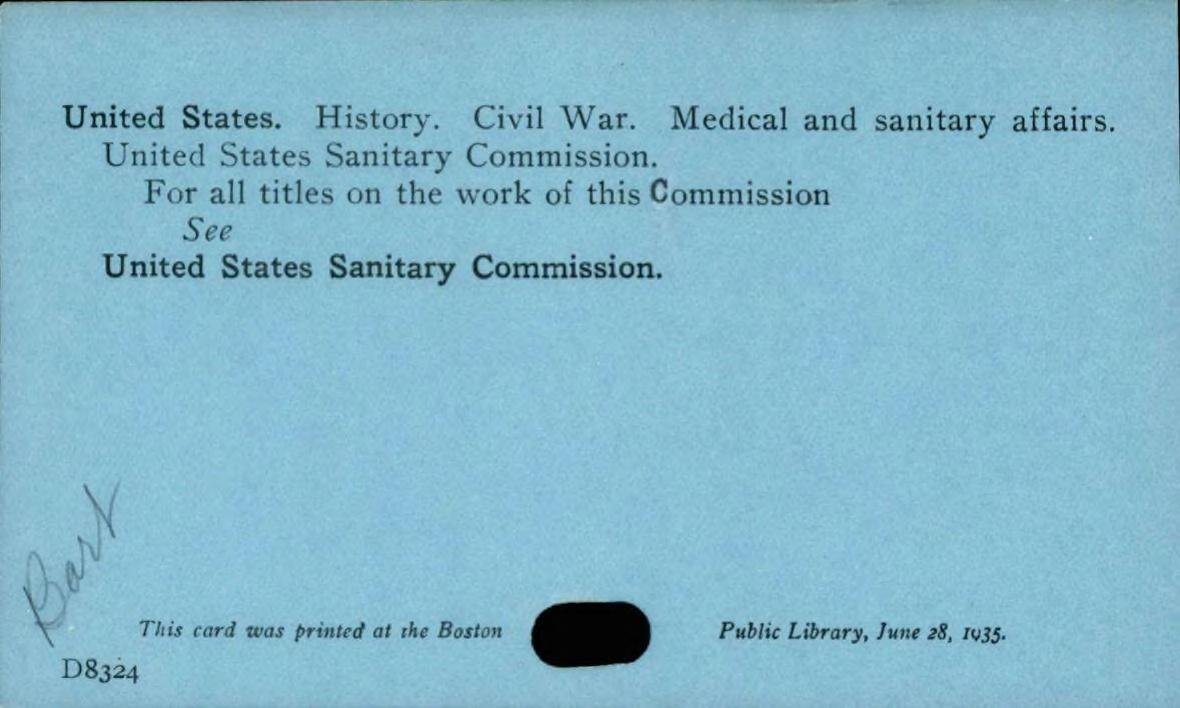 United States. History. Civil War. Medical and sanitary affairs.
United States Sanitary Commission.
For all titles on the work of this Commission
See
United States Sanitary Commission.
Bart
This card was printed at the Boston Public Library, June 28, 1935.
D8324